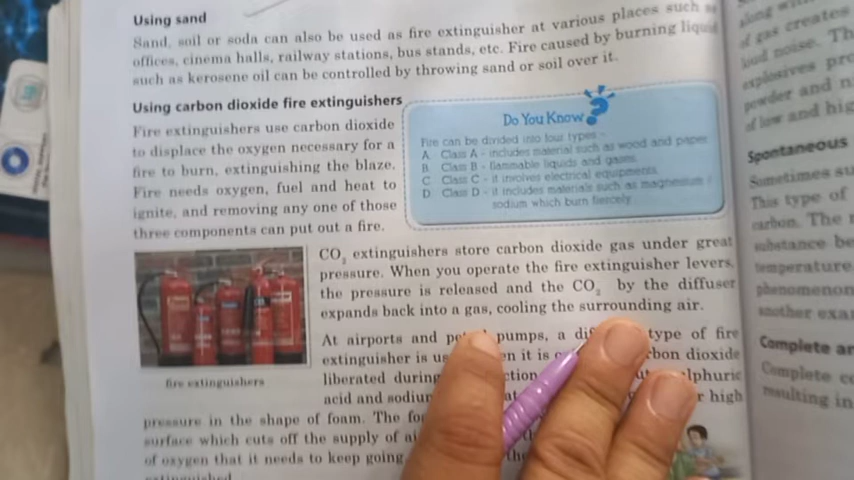 Using sand
Sand, soil or soda can also be used as fire extinguisher at various places such as
offices, cinema halls, railway stations, bus stands, etc. Fire caused by burning liquid
such as kerosene oil can be controlled by throwing sand or soil over it.
Using carbon dioxide fire extinguishers
Fire extinguishers use carbon dioxide
to displace the oxygen necessary for a
fire to burn, extinguishing the blaze.
Fire needs oxygen, fuel and heat to
ignite, and removing any one of those
three components can put out a fire.
Do You Know?
Fire can be divided into four types -
A Class A - includes material such as wood and paper
B Class B - flammable liquids and gases.
C Class C - it involves electrical equipments.
D Class D - it includes materials such as magnesium
sodium which burn fiercely
CO₂ extinguishers store carbon dioxide gas under great
pressure. When you operate the fire extinguisher levers,
the pressure is released and the CO₂ by the diffuser
expands back into a gas, cooling the surrounding air.
At airports and pumps, a type of fire
extinguisher is it is dioxide
liberated during
acid and high
fire extinguishers
pressure in the shape of foam. The
surface which cuts off the supply of
of oxygen that it needs to keep going
extinguished
along
of gas creates
loud noise. Th
explosives
powder and
of low and
Spontaneous
Sometimes
This type of
carbon. The
substance
temperature
phenomenon
another
Complete
Complete
resulting in